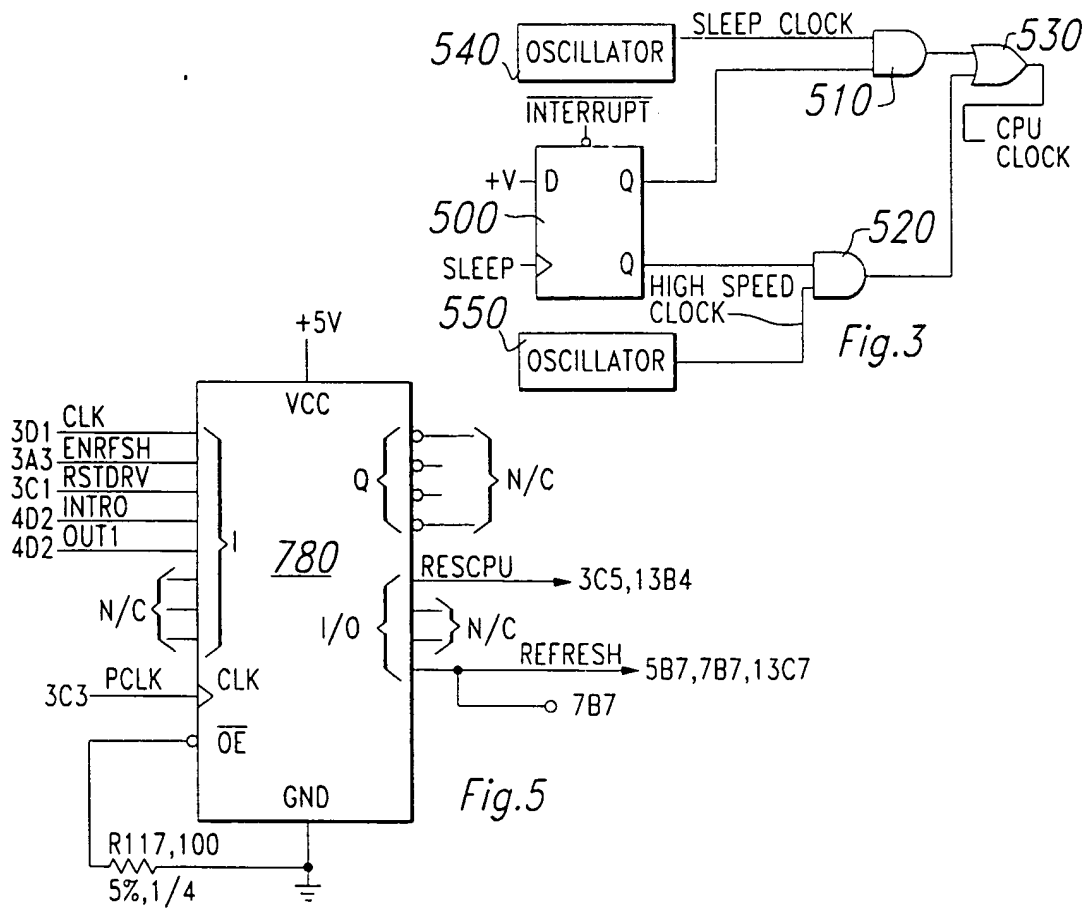 540
OSCILLATOR
SLEEP CLOCK
510
530
CPU
CLOCK
INTERRUPT
+V
D
Q
500
SLEEP
Q
520
HIGH SPEED
CLOCK
550
OSCILLATOR
Fig.3
+5V
VCC
3D1 CLK
3A3 ENRFSH
3C1 RSTDRV
4D2 INTRO
4D2 OUT1
I
N/C
3C3 PCLK
CLK
OE
780
Q
N/C
RESCPU
3C5,13B4
I/O
N/C
REFRESH
5B7,7B7,13C7
7B7
GND
Fig.5
R117,100
5%,1/4